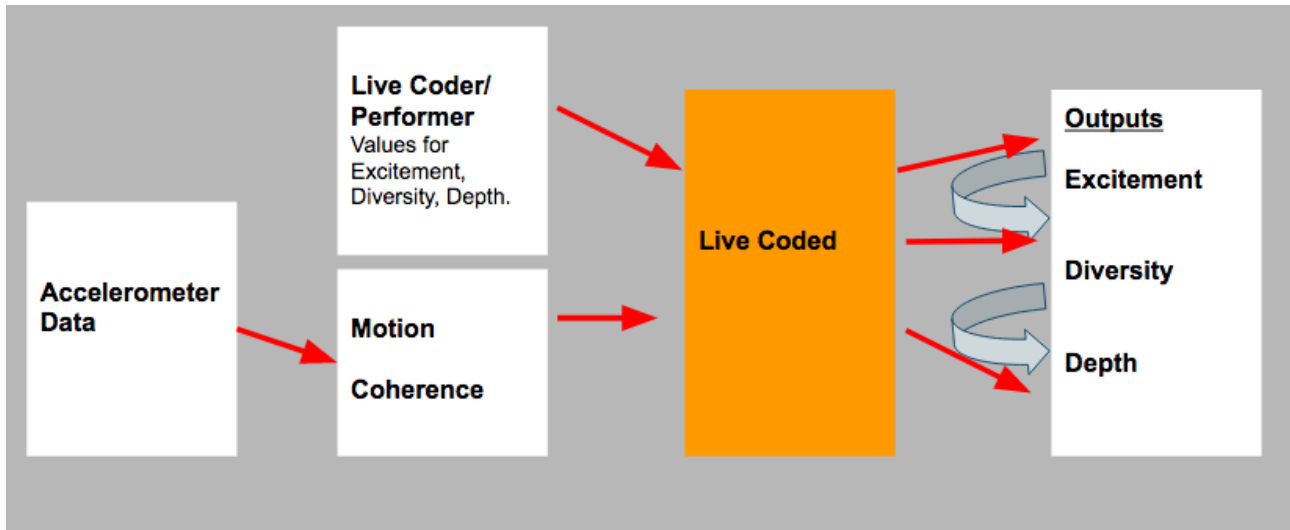 Accelerometer
Data
Live Coder/
Performer
Values for
Excitement,
Diversity, Depth.
Motion
Coherence
Live Coded
Outputs
Excitement
Diversity
Depth